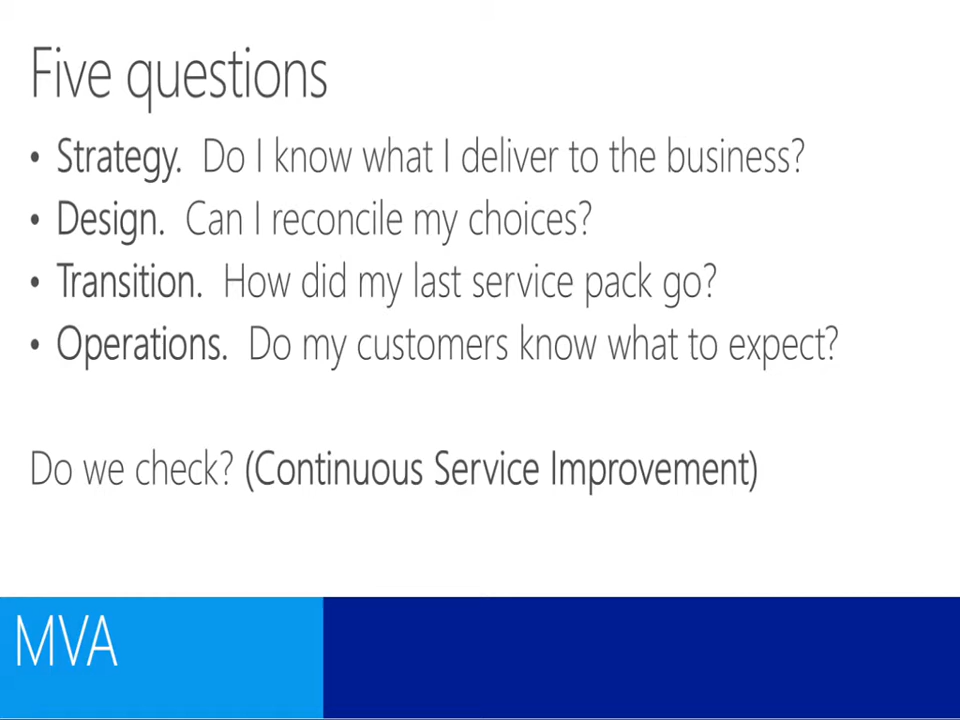 Five questions
• Strategy. Do I know what I deliver to the business?
• Design. Can I reconcile my choices?
• Transition. How did my last service pack go?
• Operations. Do my customers know what to expect?
Do we check? (Continuous Service Improvement)
MVA